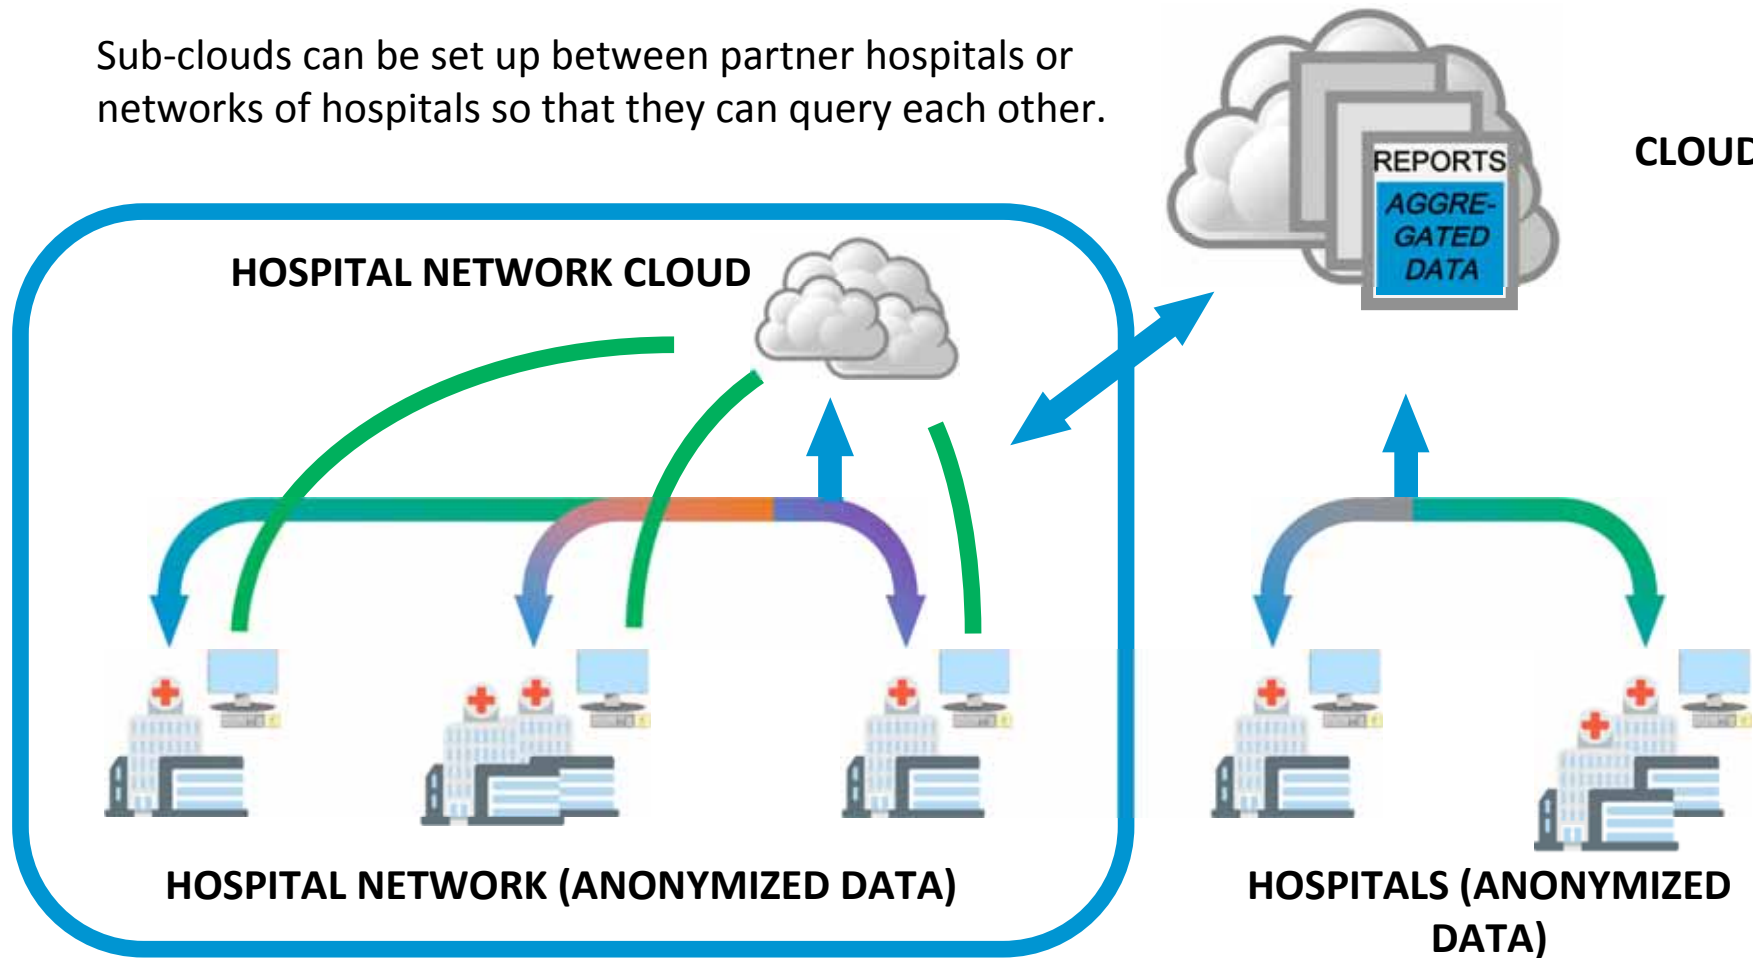 Sub-clouds can be set up between partner hospitals or
networks of hospitals so that they can query each other.
CLOUD
REPORTS
AGGRE-
GATED
DATA
HOSPITAL NETWORK CLOUD
HOSPITAL NETWORK (ANONYMIZED DATA)
HOSPITALS (ANONYMIZED
DATA)